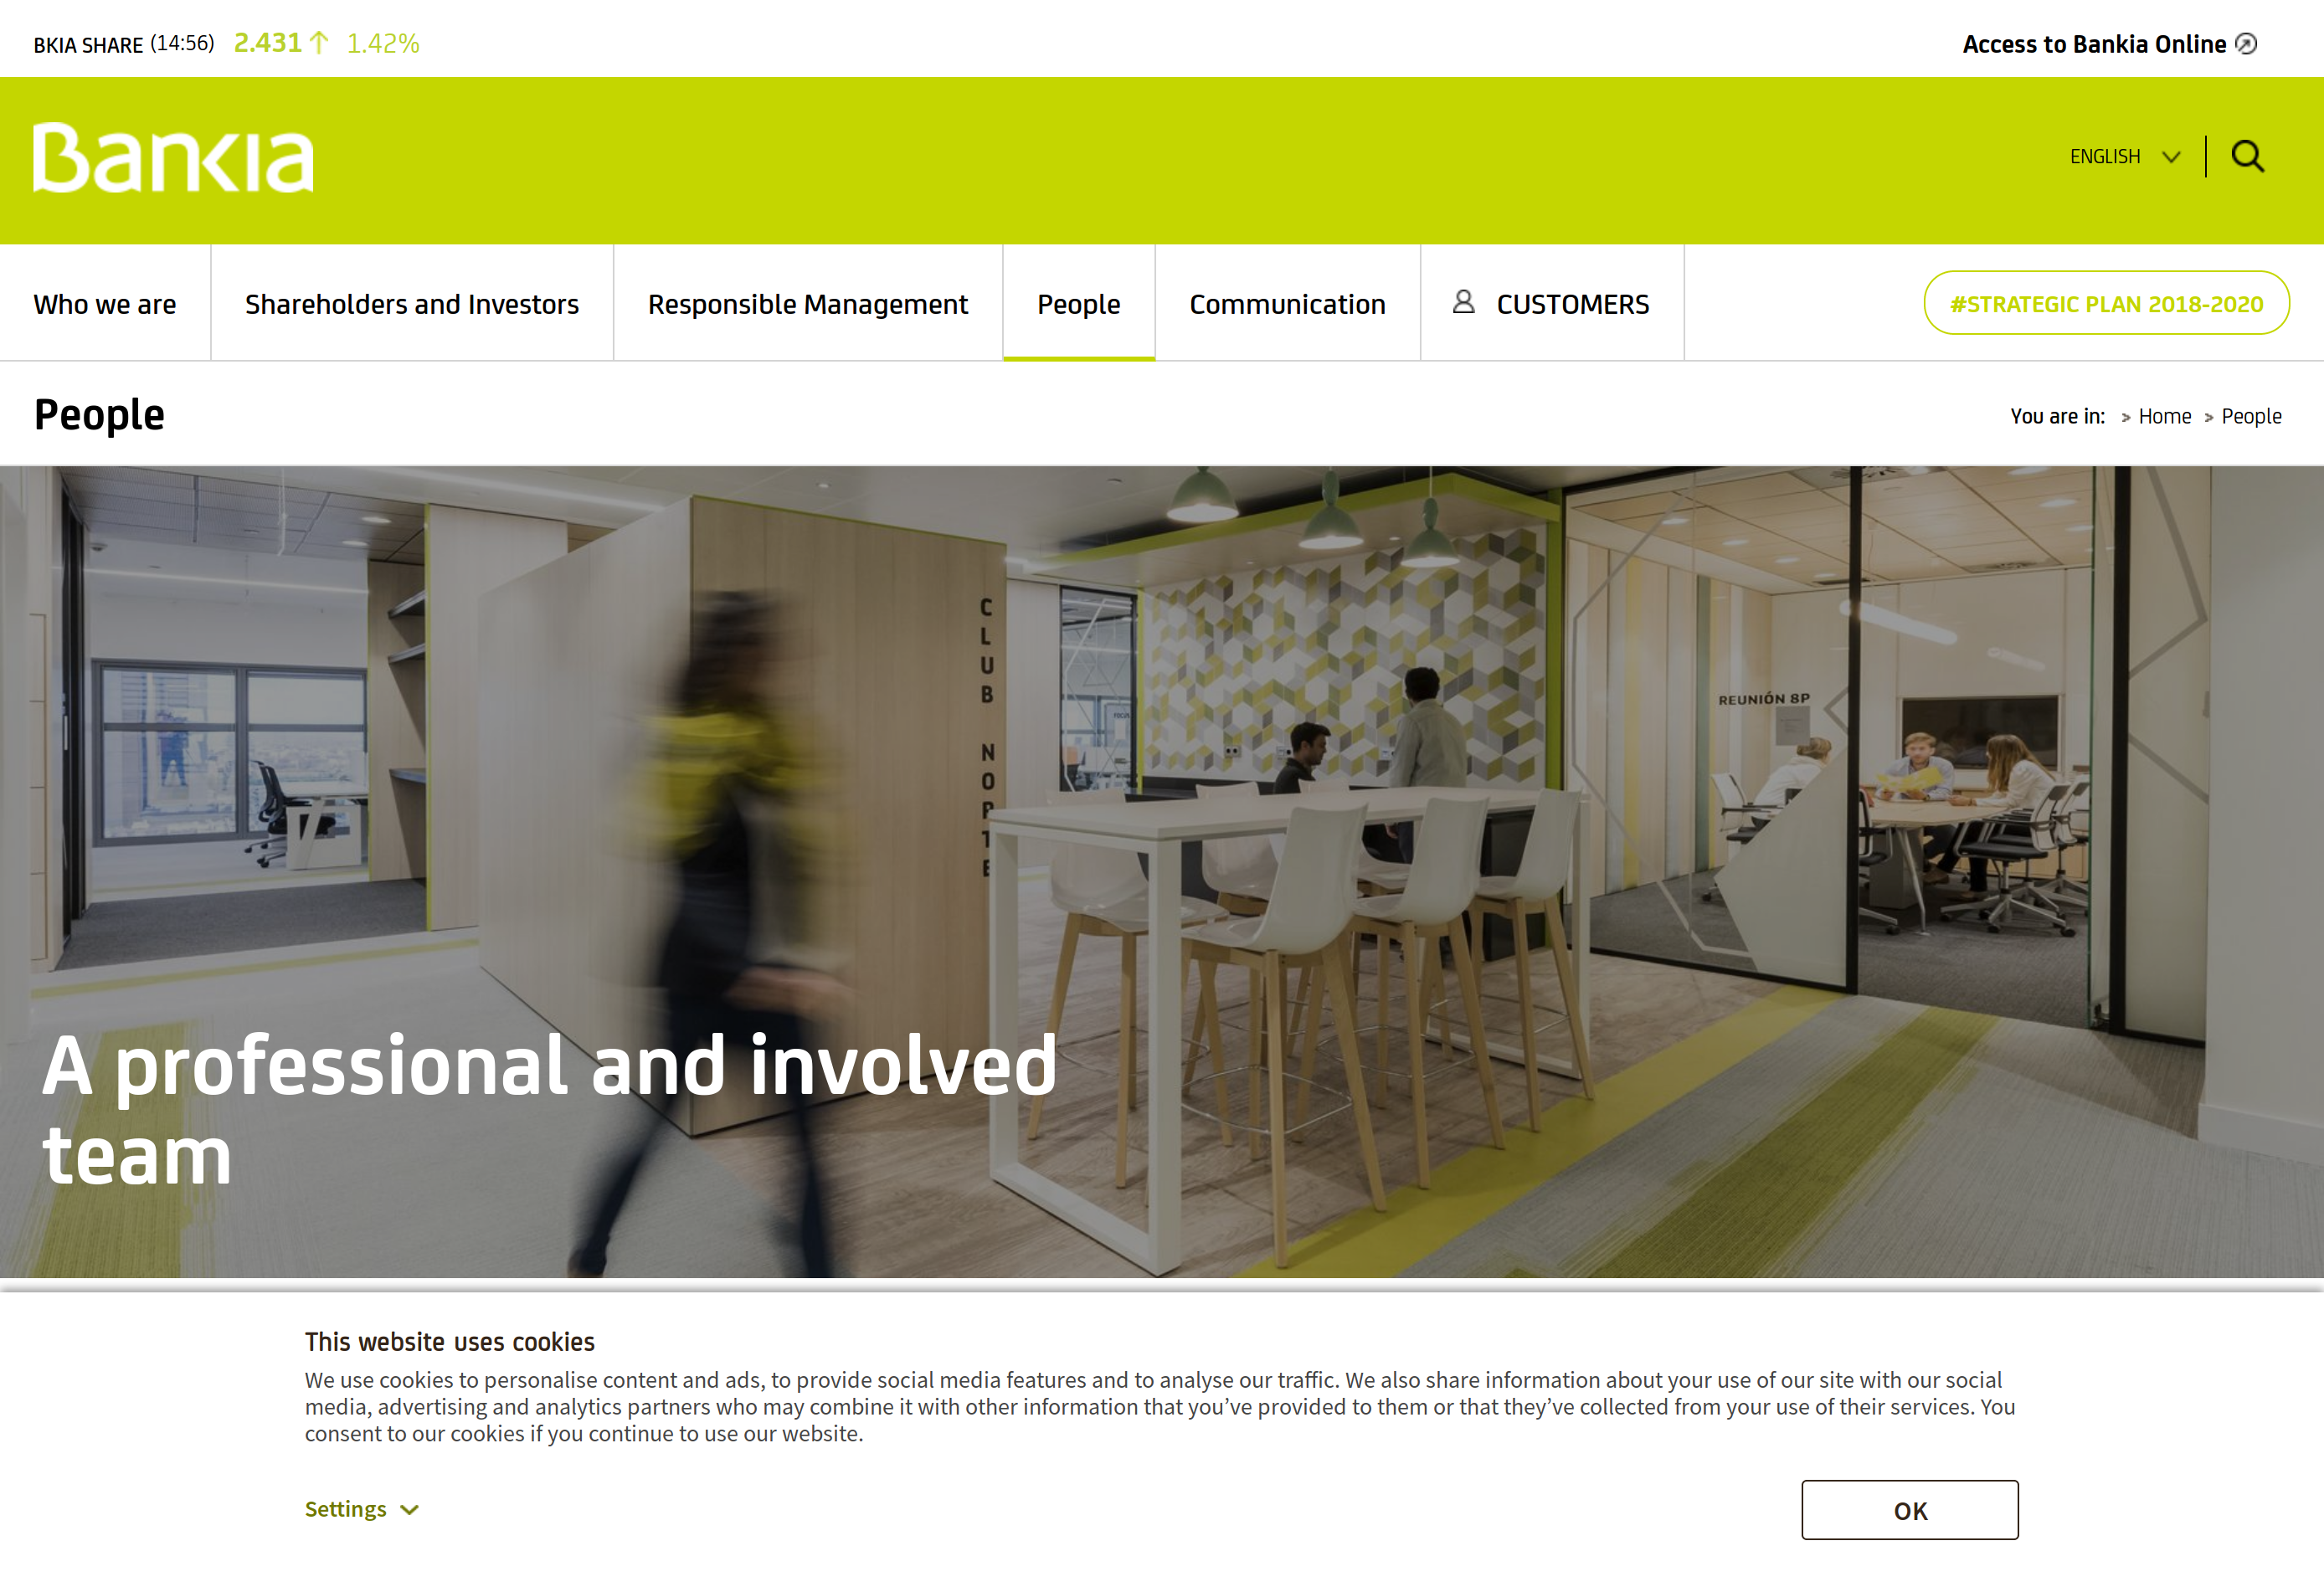 BKIA SHARE (14:56) 2.431 1.42%
Access to Bankia Online
Bankia
ENGLISH
Who we are
Shareholders and Investors
Responsible Management
People
Communication
CUSTOMERS
#STRATEGIC PLAN 2018-2020
People
You are in: > Home > People
CLUB NORTE
REUNIÓN 8P
A professional and involved
team
This website uses cookies
We use cookies to personalise content and ads, to provide social media features and to analyse our traffic. We also share information about your use of our site with our social
media, advertising and analytics partners who may combine it with other information that you’ve provided to them or that they’ve collected from your use of their services. You
consent to our cookies if you continue to use our website.
Settings
OK